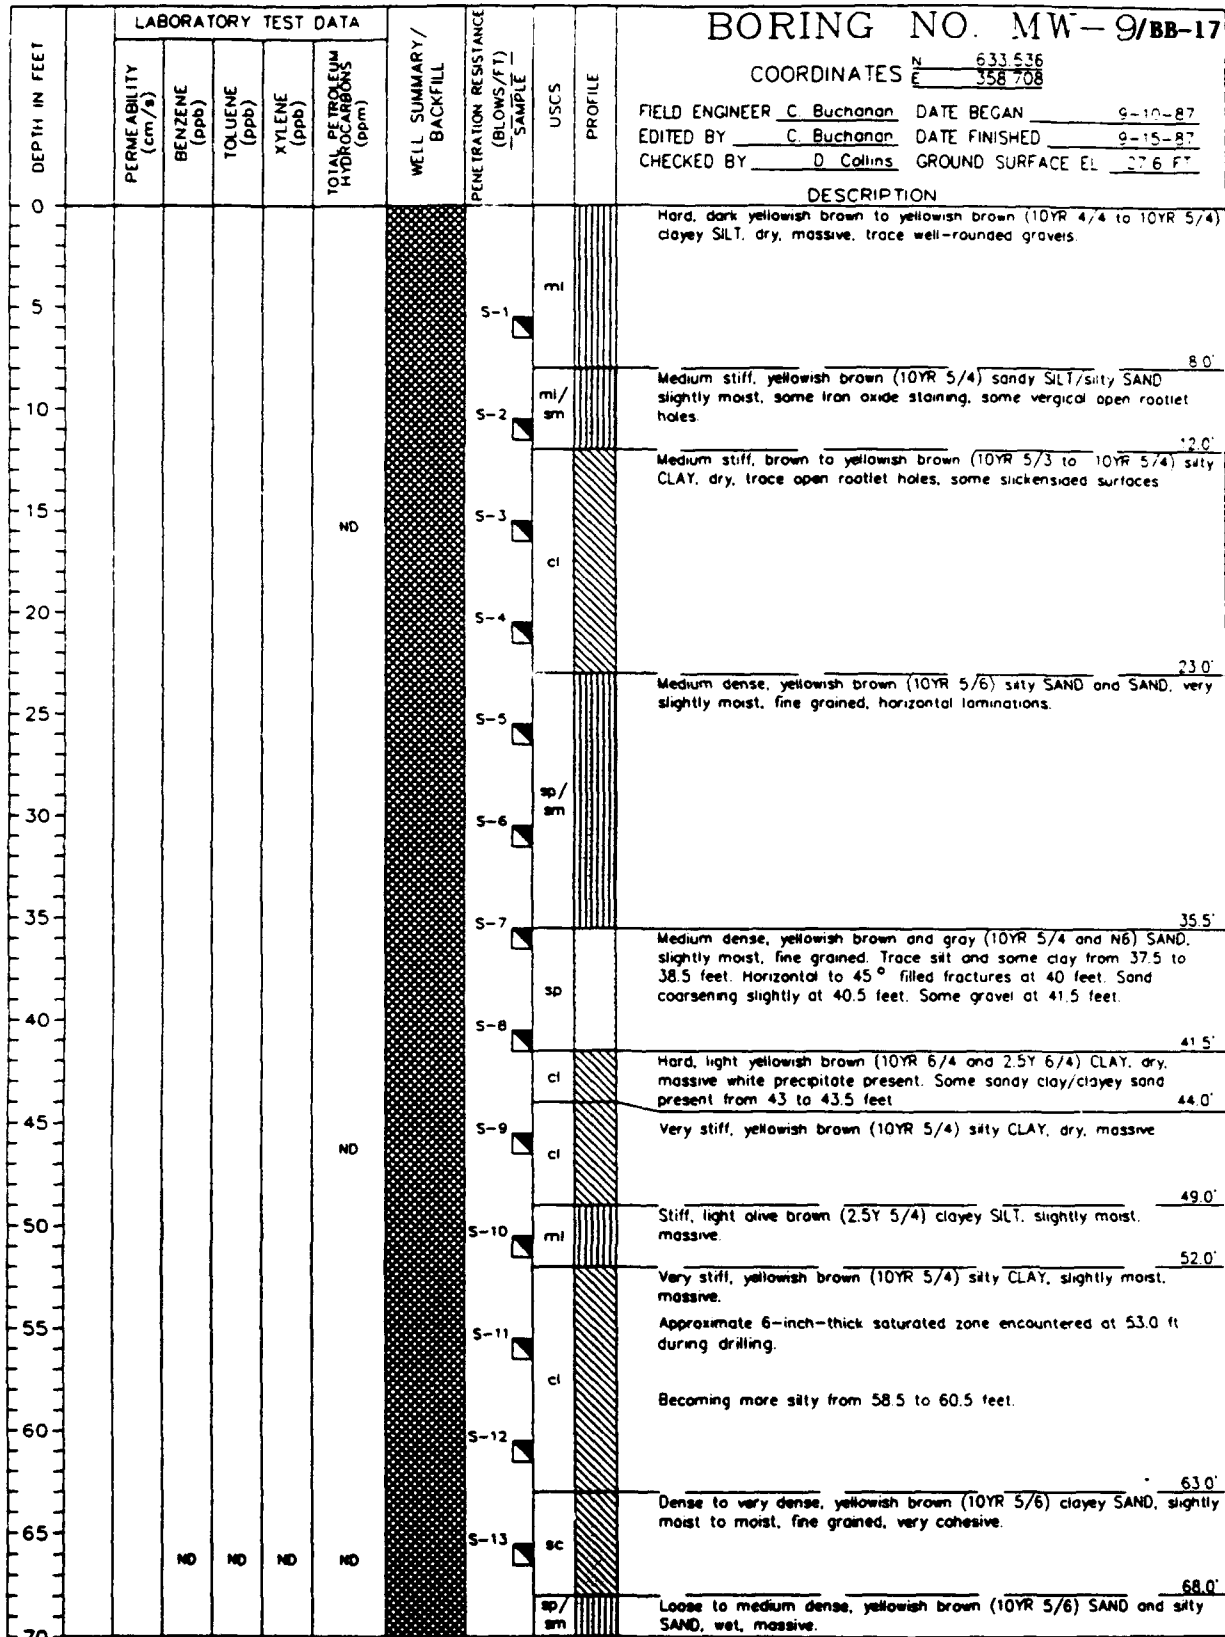 BORING NO. MW-9/BB-17
COORDINATES N 633.536
E 358 708
FIELD ENGINEER C. Buchanan DATE BEGAN 9-10-87
EDITED BY C. Buchanan DATE FINISHED 9-15-87
CHECKED BY D Collins GROUND SURFACE EL 27 6 FT
LABORATORY TEST DATA
DEPTH IN FEET
PERMEABILITY (cm/s)
BENZENE (ppb)
TOLUENE (ppb)
XYLENE (ppb)
TOTAL PETROLEUM HYDROCARBONS (ppm)
WELL SUMMARY/ BACKFILL
PENETRATION RESISTANCE (BLOWS/FT) SAMPLE
USCS
PROFILE
DESCRIPTION
0
Hard, dark yellowish brown to yellowish brown (10YR 4/4 to 10YR 5/4)
clayey SILT, dry, massive, trace well-rounded gravels.
ml
5
S-1
8.0'
Medium stiff, yellowish brown (10YR 5/4) sandy SILT/silty SAND
slightly moist, some iron oxide staining, some vergical open rootlet
holes.
ml/
sm
10
S-2
12.0'
Medium stiff, brown to yellowish brown (10YR 5/3 to 10YR 5/4) silty
CLAY, dry, trace open rootlet holes, some slickensided surfaces
15
ND
S-3
cl
20
S-4
23.0'
Medium dense, yellowish brown (10YR 5/6) silty SAND and SAND, very
slightly moist, fine grained, horizontal laminations.
25
S-5
sp/
sm
30
S-6
35
S-7
35.5'
Medium dense, yellowish brown and gray (10YR 5/4 and N6) SAND,
slightly moist, fine grained. Trace silt and some clay from 37.5 to
38.5 feet. Horizontal to 45° filled fractures at 40 feet. Sand
coarsening slightly at 40.5 feet. Some gravel at 41.5 feet.
sp
40
S-8
41.5'
Hard, light yellowish brown (10YR 6/4 and 2.5Y 6/4) CLAY, dry,
massive white precipitate present. Some sandy clay/clayey sand
present from 43 to 43.5 feet
cl
44.0'
Very stiff, yellowish brown (10YR 5/4) silty CLAY, dry, massive
45
ND
S-9
cl
49.0'
Stiff, light olive brown (2.5Y 5/4) clayey SILT, slightly moist,
massive.
50
S-10
ml
52.0'
Very stiff, yellowish brown (10YR 5/4) silty CLAY, slightly moist,
massive.
Approximate 6-inch-thick saturated zone encountered at 53.0 ft
during drilling.
55
S-11
cl
Becoming more silty from 58.5 to 60.5 feet.
60
S-12
63.0'
Dense to very dense, yellowish brown (10YR 5/6) clayey SAND, slightly
moist to moist, fine grained, very cohesive.
65
ND ND ND ND
S-13
sc
68.0'
Loose to medium dense, yellowish brown (10YR 5/6) SAND and silty
SAND, wet, massive.
sp/
sm
70